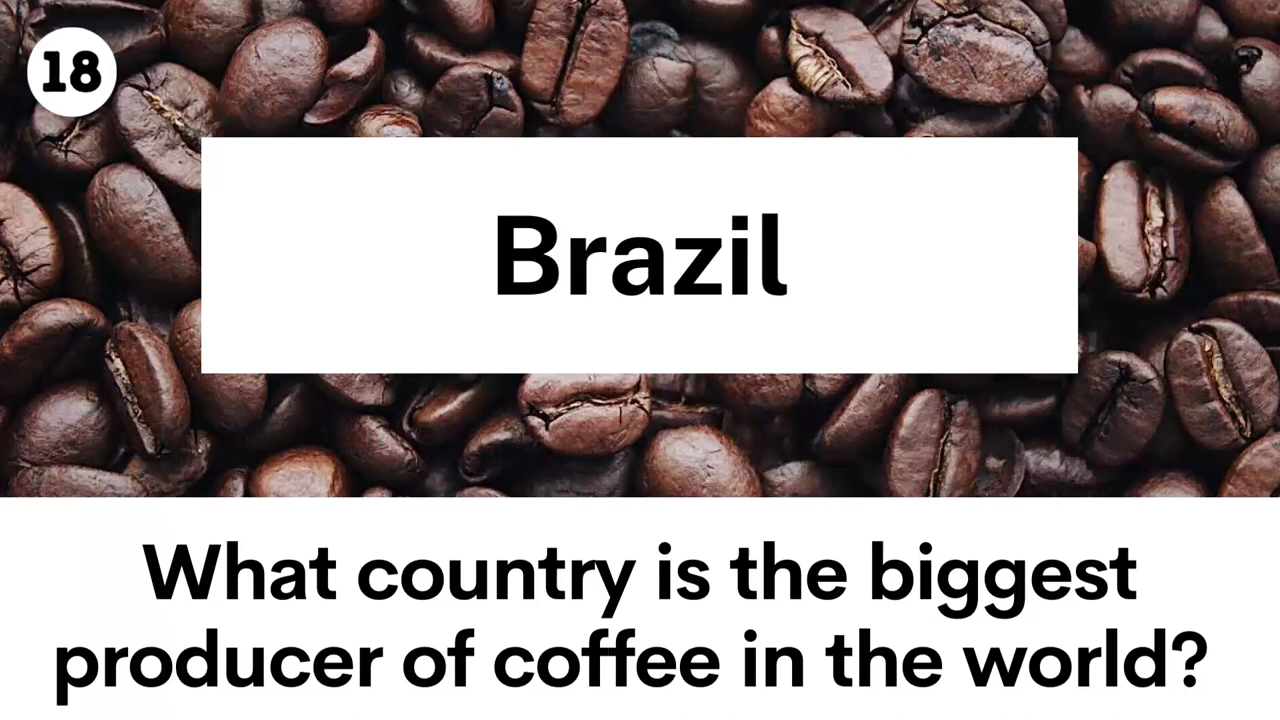 18
Brazil
What country is the biggest
producer of coffee in the world?